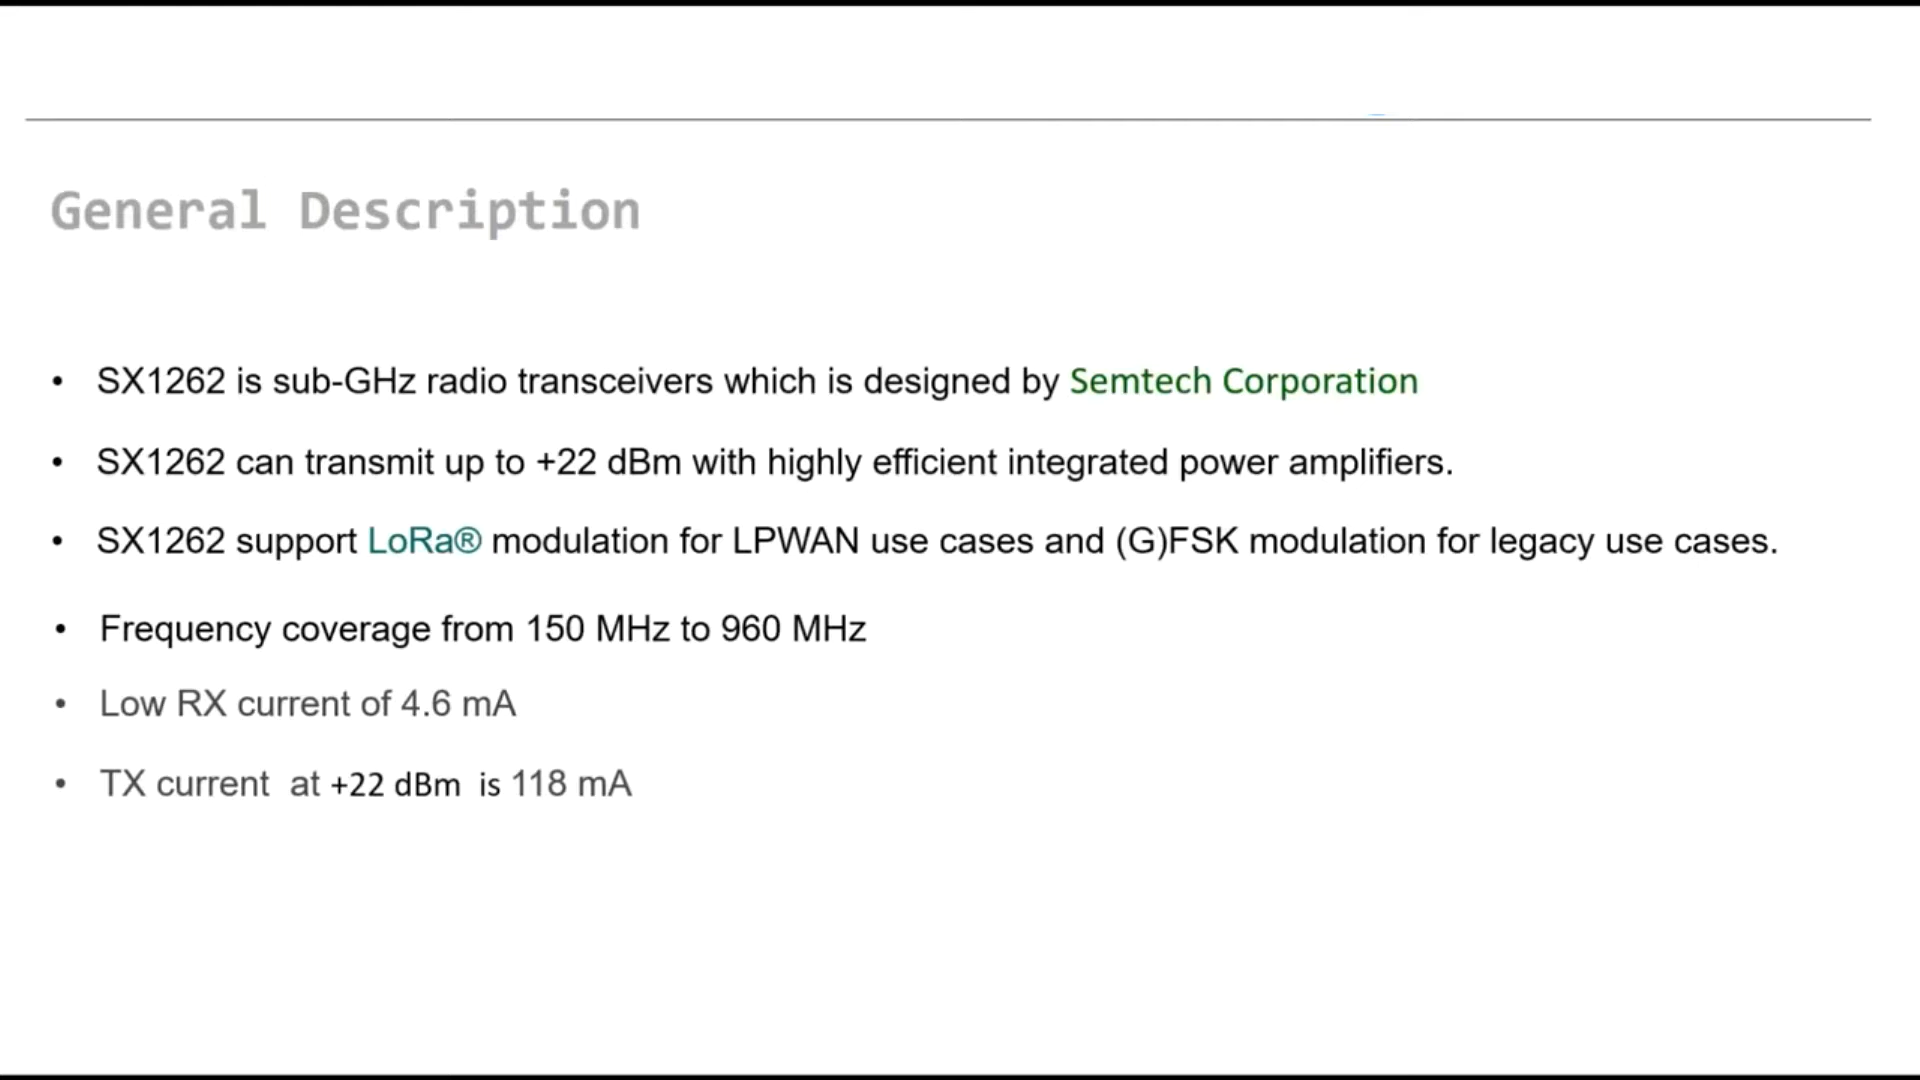 General Description
• SX1262 is sub-GHz radio transceivers which is designed by Semtech Corporation
• SX1262 can transmit up to +22 dBm with highly efficient integrated power amplifiers.
• SX1262 support LoRa® modulation for LPWAN use cases and (G)FSK modulation for legacy use cases.
• Frequency coverage from 150 MHz to 960 MHz
• Low RX current of 4.6 mA
• TX current at +22 dBm is 118 mA